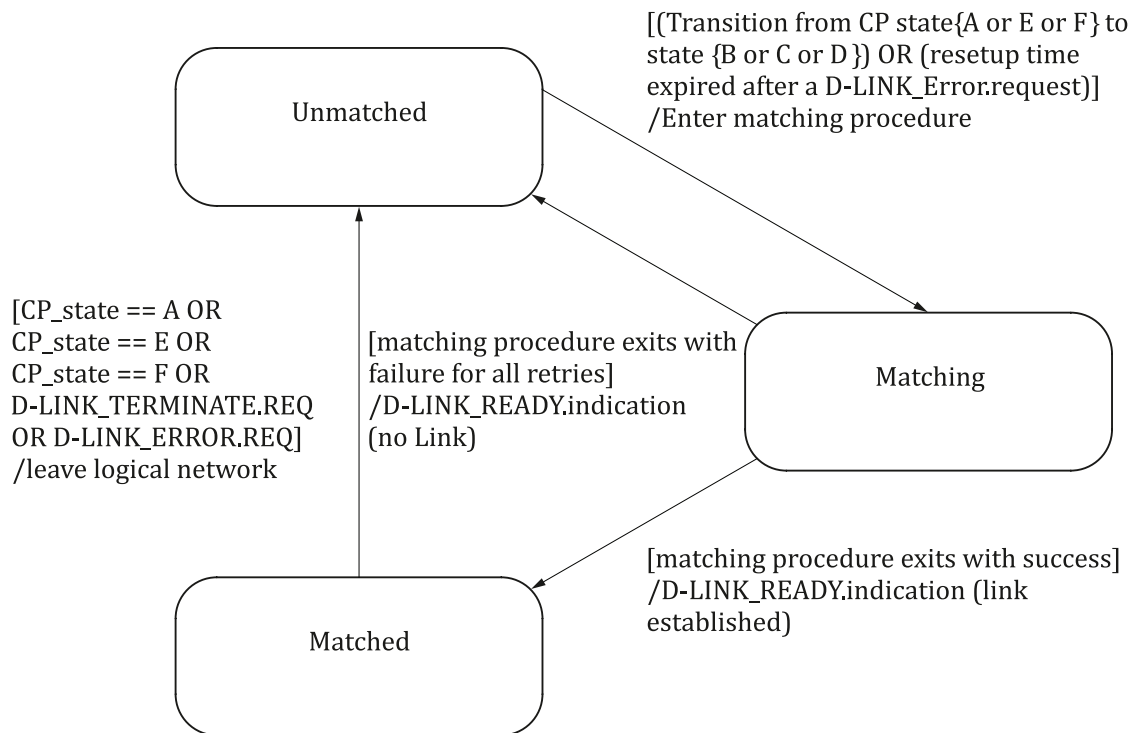 [(Transition from CP state{A or E or F} to
state {B or C or D }) OR (resetup time
expired after a D-LINK_Error.request)]
/Enter matching procedure
Unmatched
[CP_state == A OR
CP_state == E OR
CP_state == F OR
D-LINK_TERMINATE.REQ
OR D-LINK_ERROR.REQ]
/leave logical network
[matching procedure exits with
failure for all retries]
/D-LINK_READY.indication
(no Link)
Matching
[matching procedure exits with success]
/D-LINK_READY.indication (link
established)
Matched